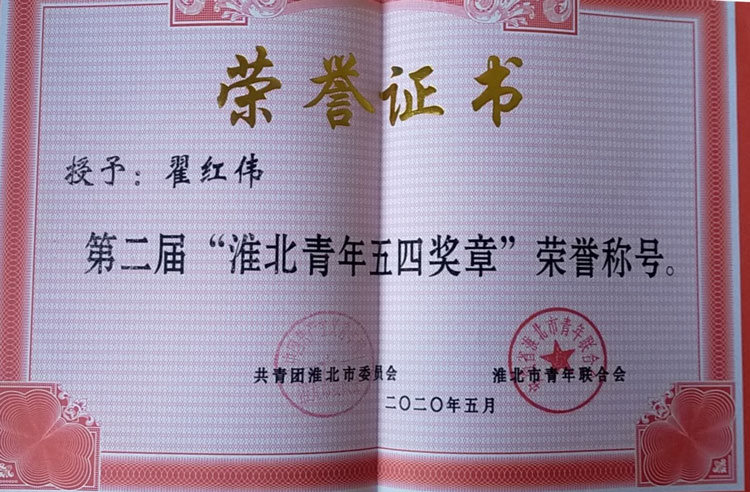 荣誉证书
授予：翟红伟
第二届“淮北青年五四奖章”荣誉称号。
共青团淮北市委员会 淮北市青年联合会
二〇二〇年五月